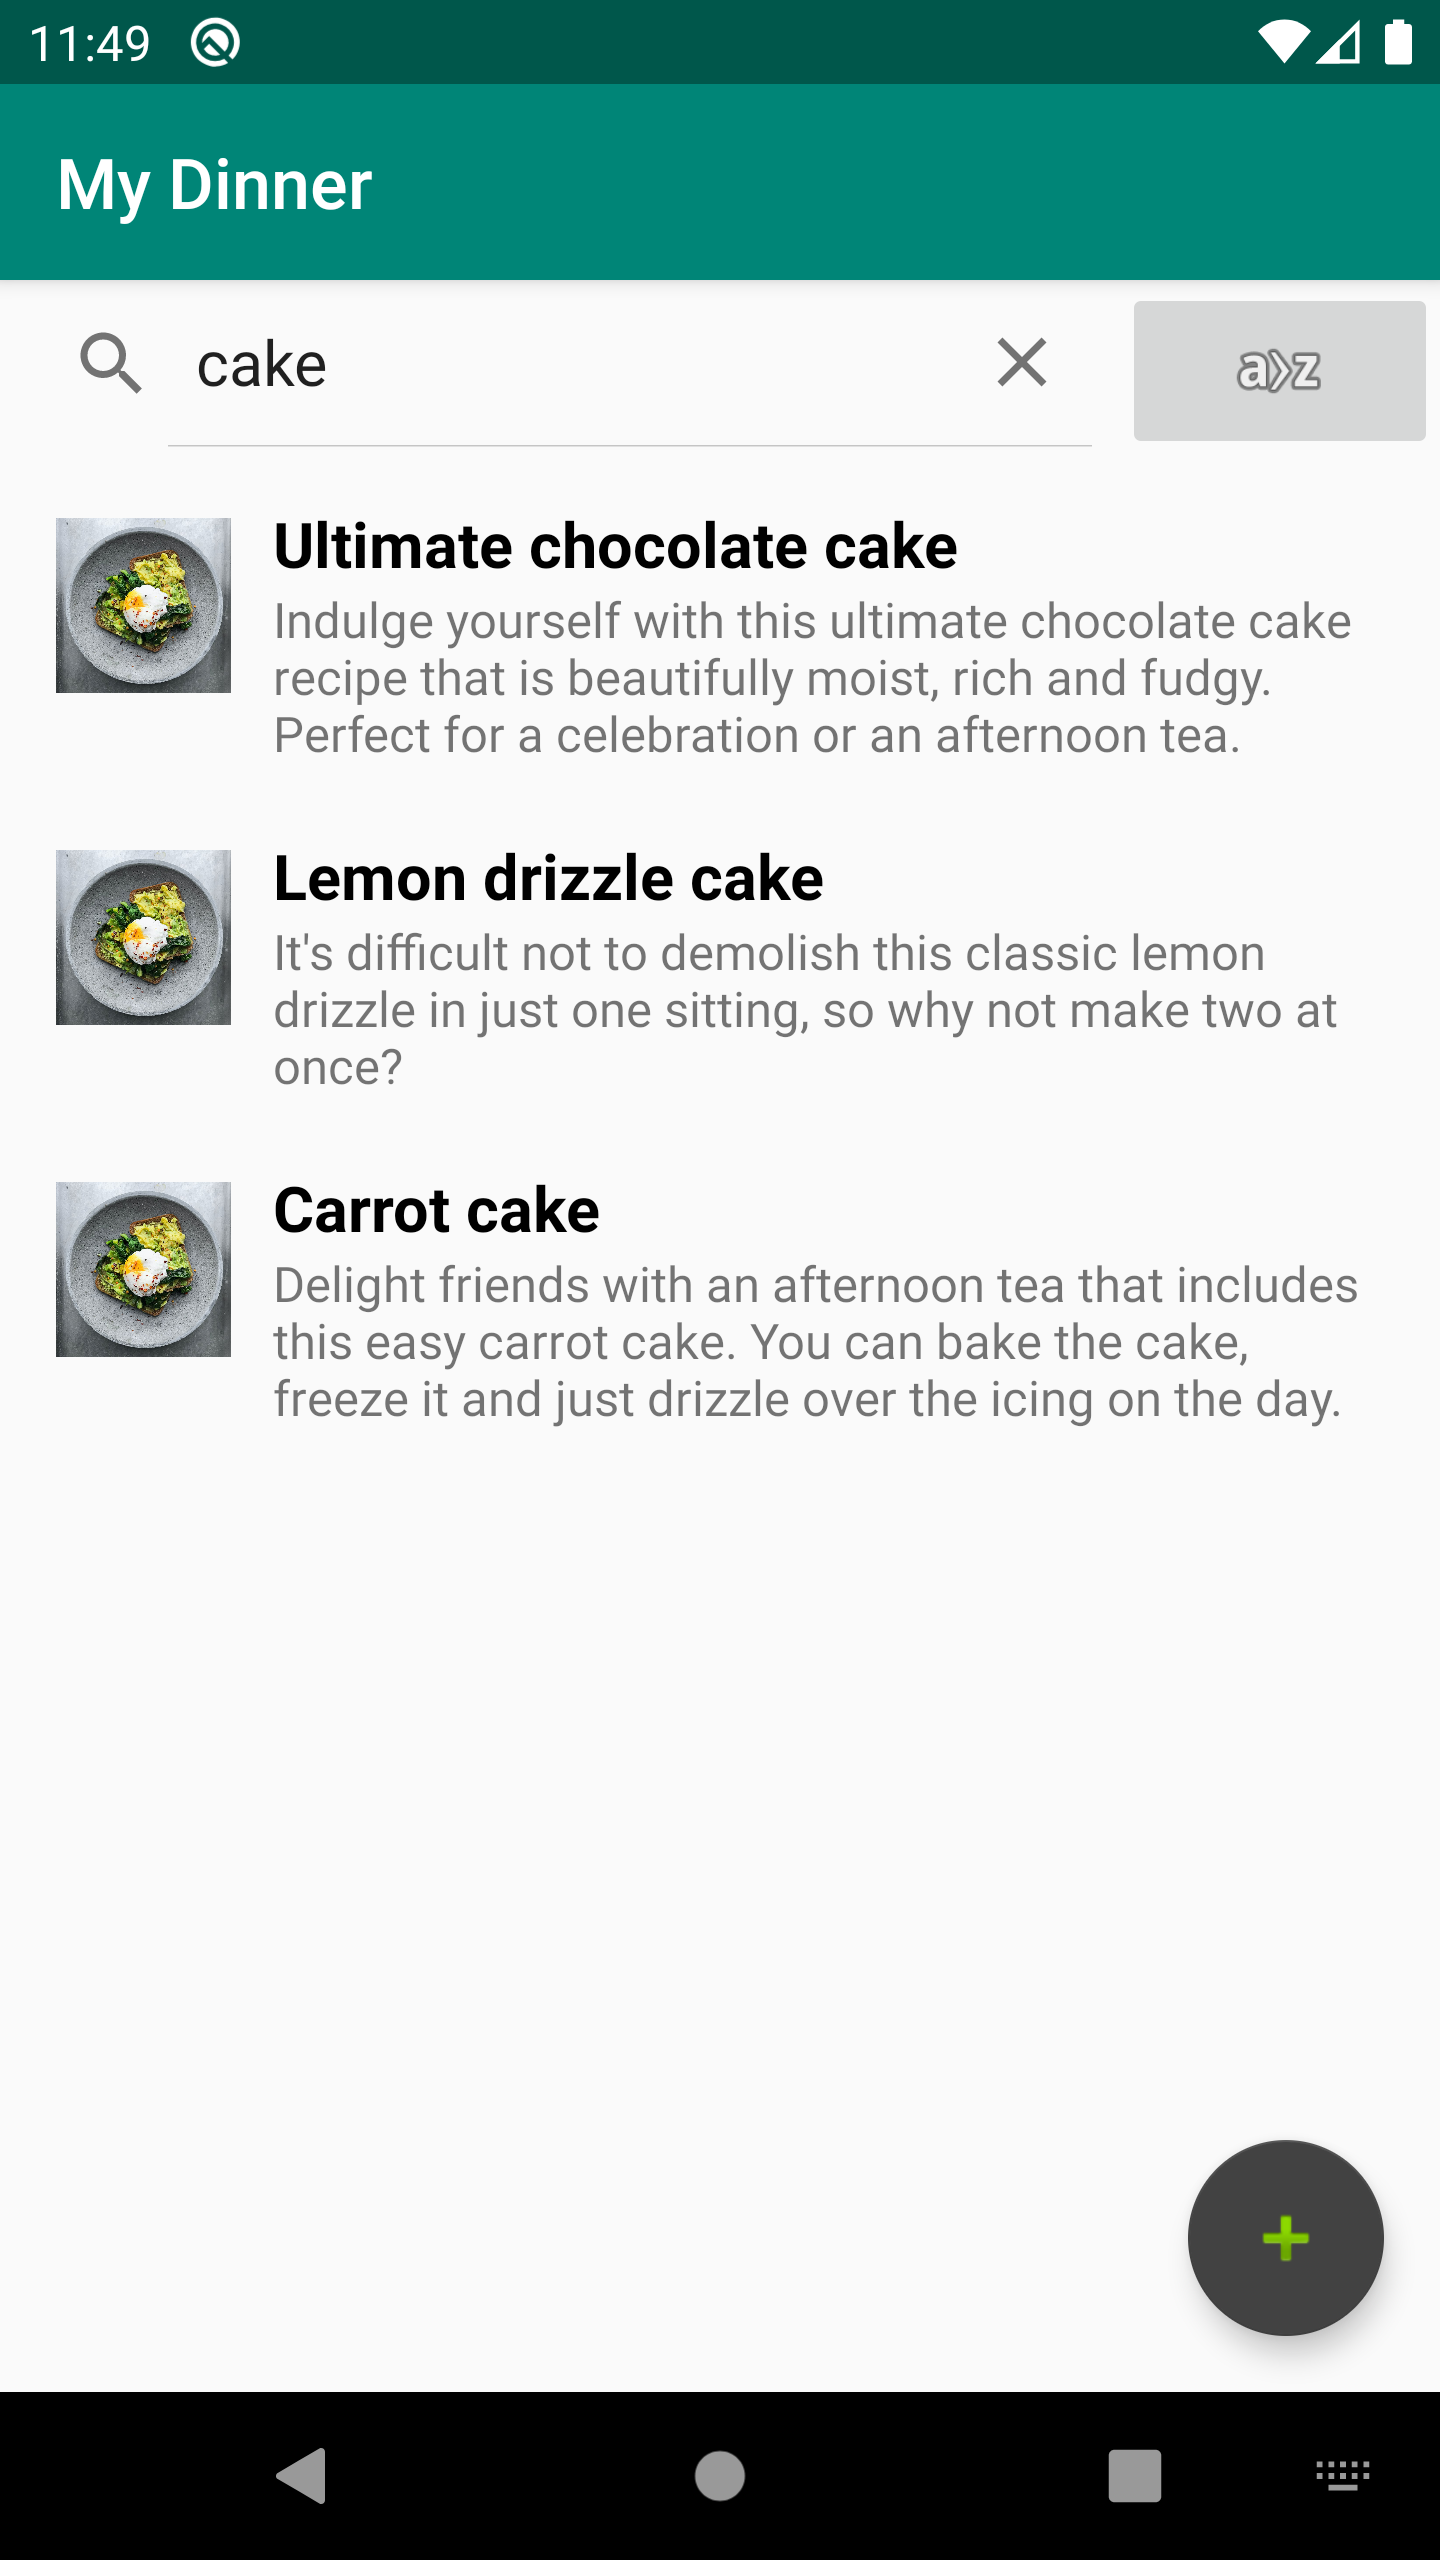 11:49
My Dinner
cake
a>z
Ultimate chocolate cake
Indulge yourself with this ultimate chocolate cake
recipe that is beautifully moist, rich and fudgy.
Perfect for a celebration or an afternoon tea.
Lemon drizzle cake
It's difficult not to demolish this classic lemon
drizzle in just one sitting, so why not make two at
once?
Carrot cake
Delight friends with an afternoon tea that includes
this easy carrot cake. You can bake the cake,
freeze it and just drizzle over the icing on the day.